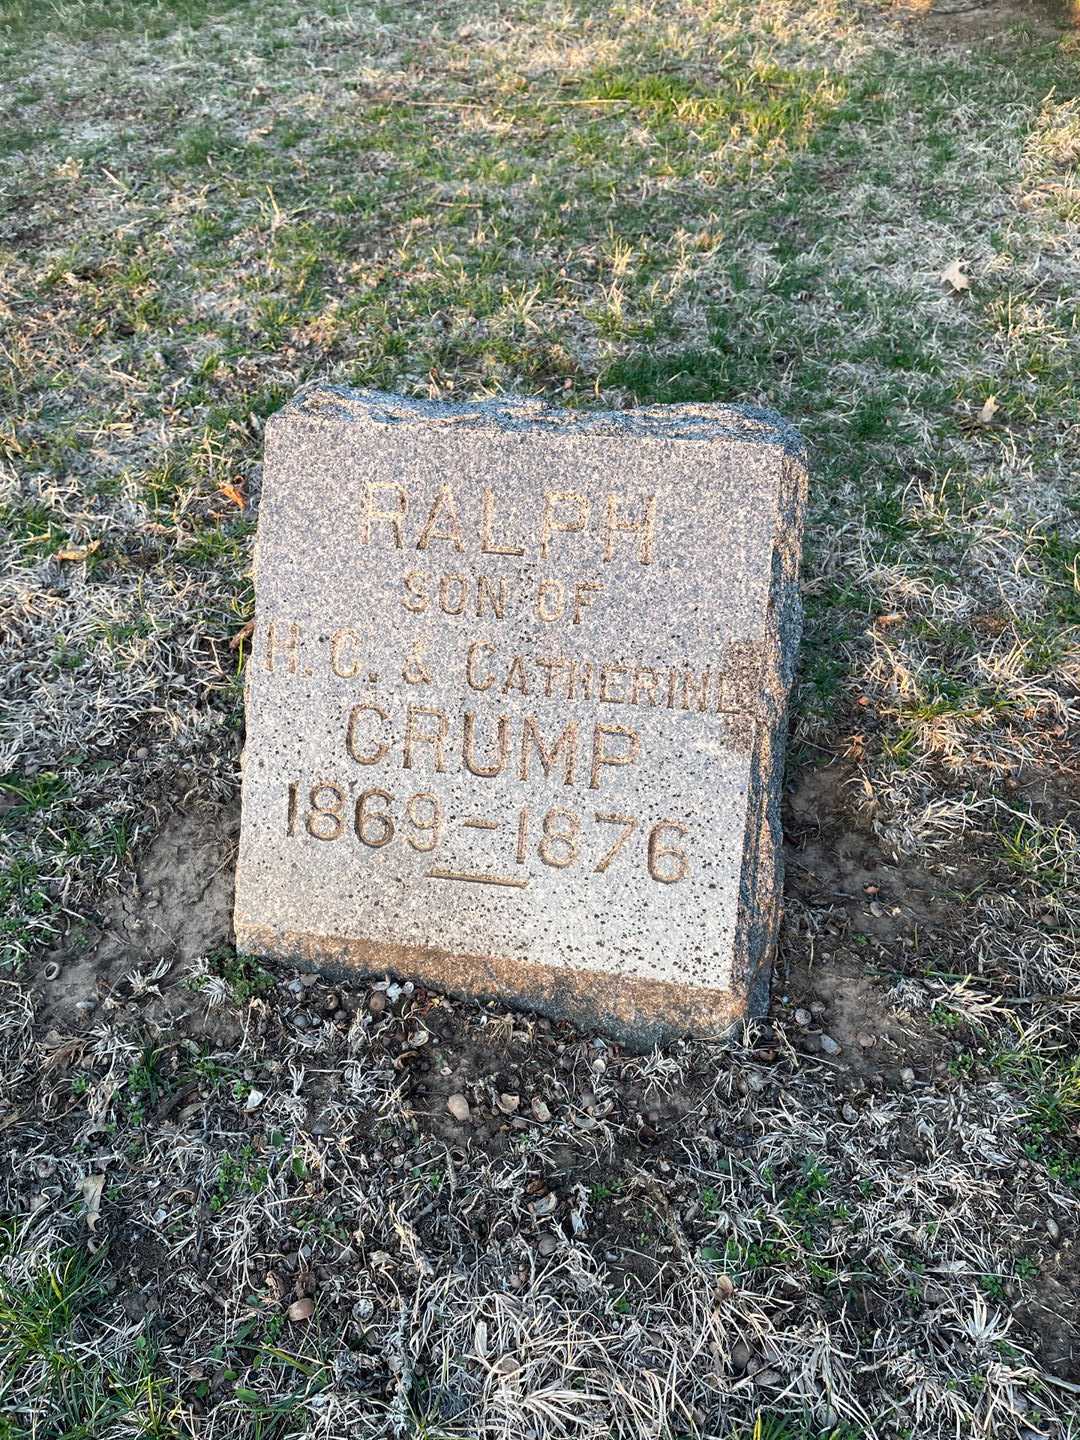 RALPH
SON OF
H. C. & CATHERINE
CRUMP
1869 - 1876